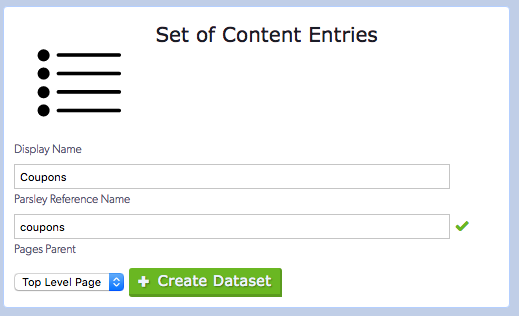 Set of Content Entries
Display Name
Coupons
Parsley Reference Name
coupons
Pages Parent
Top Level Page
Create Dataset